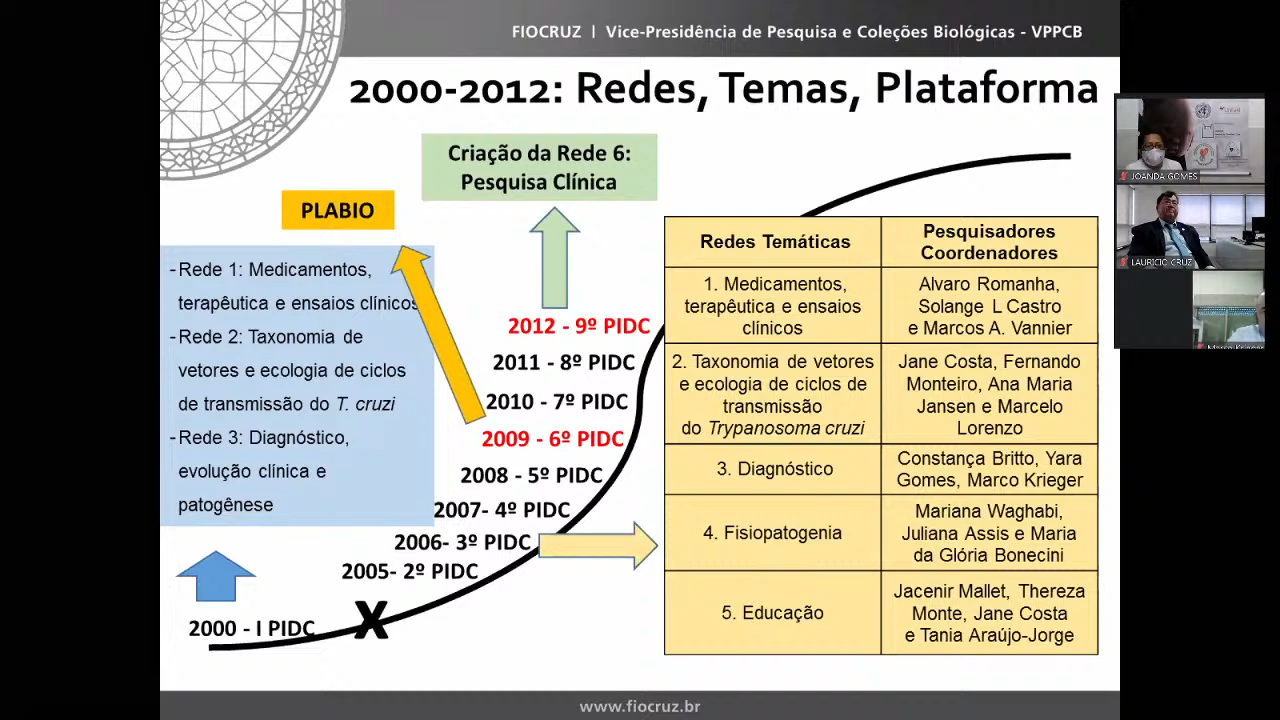 FIOCRUZ | Vice-Presidência de Pesquisa e Coleções Biológicas - VPPCB
2000-2012: Redes, Temas, Plataforma
Criação da Rede 6:
Pesquisa Clínica
PLABIO
-Rede 1: Medicamentos,
terapêutica e ensaios clínicos
-Rede 2: Taxonomia de
vetores e ecologia de ciclos
de transmissão do T. cruzi
-Rede 3: Diagnóstico,
evolução clínica e
patogênese
2012 - 9º PIDC
2011 - 8º PIDC
2010 - 7º PIDC
2009 - 6º PIDC
2008 - 5º PIDC
2007- 4º PIDC
2006- 3º PIDC
2005- 2º PIDC
2000 - I PIDC
X
Redes Temáticas
Pesquisadores
Coordenadores
1. Medicamentos,
terapêutica e ensaios
clínicos
Alvaro Romanha,
Solange L Castro
e Marcos A. Vannier
2. Taxonomia de vetores
e ecologia de ciclos de
transmissão
do Trypanosoma cruzi
Jane Costa, Fernando
Monteiro, Ana Maria
Jansen e Marcelo
Lorenzo
3. Diagnóstico
Constança Britto, Yara
Gomes, Marco Krieger
4. Fisiopatogenia
Mariana Waghabi,
Juliana Assis e Maria
da Glória Bonecini
5. Educação
Jacenir Mallet, Thereza
Monte, Jane Costa
e Tania Araújo-Jorge
www.fiocruz.br
JOANDA GOMES
LAURICIO CRUZ
Marco Krieger